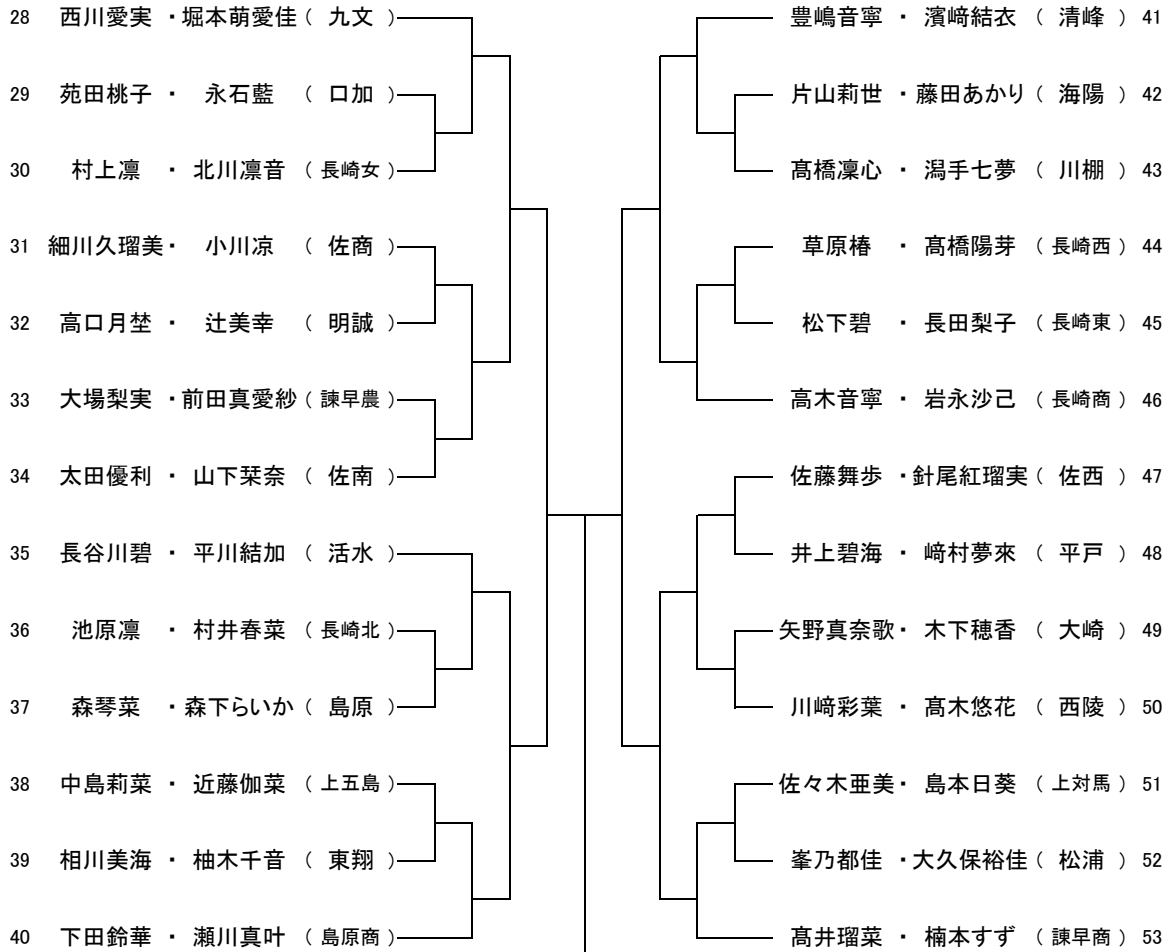 28 西川愛実 ・堀本萌愛佳 ( 九文 )
29 苑田桃子 ・ 永石藍 ( 口加 )
30 村上凛 ・ 北川凛音 ( 長崎女 )
31 細川久瑠美・ 小川凉 ( 佐商 )
32 高口月埜 ・ 辻美幸 ( 明誠 )
33 大場梨実 ・前田真愛紗 ( 諫早農 )
34 太田優利 ・ 山下栞奈 ( 佐南 )
35 長谷川碧 ・ 平川結加 ( 活水 )
36 池原凛 ・ 村井春菜 ( 長崎北 )
37 森琴菜 ・森下らいか ( 島原 )
38 中島莉菜 ・ 近藤伽菜 ( 上五島 )
39 相川美海 ・ 柚木千音 ( 東翔 )
40 下田鈴華 ・ 瀬川真叶 ( 島原商 )
豊嶋音寧 ・ 濱﨑結衣 ( 清峰 ) 41
片山莉世 ・藤田あかり ( 海陽 ) 42
髙橋凜心 ・ 潟手七夢 ( 川棚 ) 43
草原椿 ・ 髙橋陽芽 ( 長崎西 ) 44
松下碧 ・ 長田梨子 ( 長崎東 ) 45
高木音寧 ・ 岩永沙己 ( 長崎商 ) 46
佐藤舞歩 ・針尾紅瑠実 ( 佐西 ) 47
井上碧海 ・ 﨑村夢來 ( 平戸 ) 48
矢野真奈歌・ 木下穂香 ( 大崎 ) 49
川﨑彩葉 ・ 髙木悠花 ( 西陵 ) 50
佐々木亜美・ 島本日葵 ( 上対馬 ) 51
峯乃都佳 ・大久保裕佳 ( 松浦 ) 52
髙井瑠菜 ・ 楠本すず ( 諫早商 ) 53